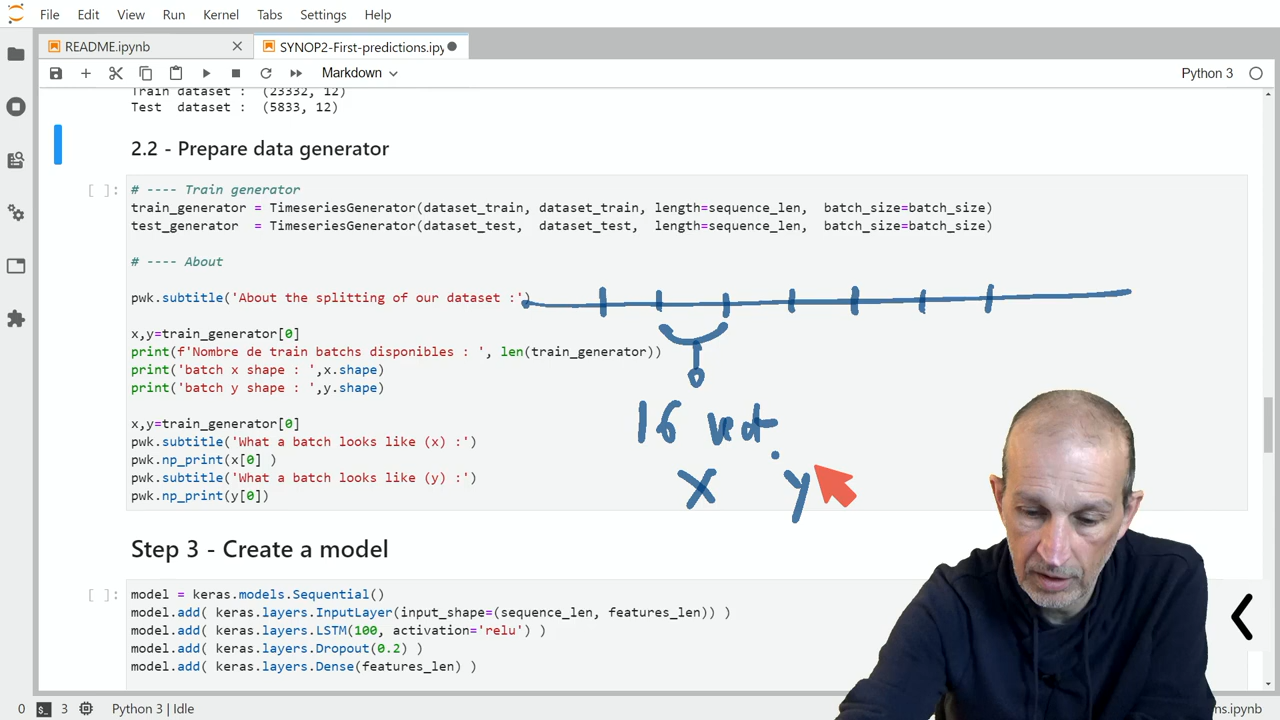 File Edit View Run Kernel Tabs Settings Help
README.ipynb SYNOP2-First-predictions.ipy
Markdown Python 3
Train dataset : (23332, 12)
Test dataset : (5833, 12)
2.2 - Prepare data generator
[ ]: # ---- Train generator
train_generator = TimeseriesGenerator(dataset_train, dataset_train, length=sequence_len, batch_size=batch_size)
test_generator = TimeseriesGenerator(dataset_test, dataset_test, length=sequence_len, batch_size=batch_size)
# ---- About
pwk.subtitle('About the splitting of our dataset :')
x,y=train_generator[0]
print(f'Nombre de train batchs disponibles : ', len(train_generator))
print('batch x shape : ',x.shape)
print('batch y shape : ',y.shape)
16
x,y=train_generator[0]
pwk.subtitle('What a batch looks like (x) :')
pwk.np_print(x[0] )
pwk.subtitle('What a batch looks like (y) :')
X y
pwk.np_print(y[0])
Step 3 - Create a model
[ ]: model = keras.models.Sequential()
model.add( keras.layers.InputLayer(input_shape=(sequence_len, features_len)) )
model.add( keras.layers.LSTM(100, activation='relu') )
model.add( keras.layers.Dropout(0.2) )
model.add( keras.layers.Dense(features_len) )
0 3 Python 3 | Idle ns.ipynb